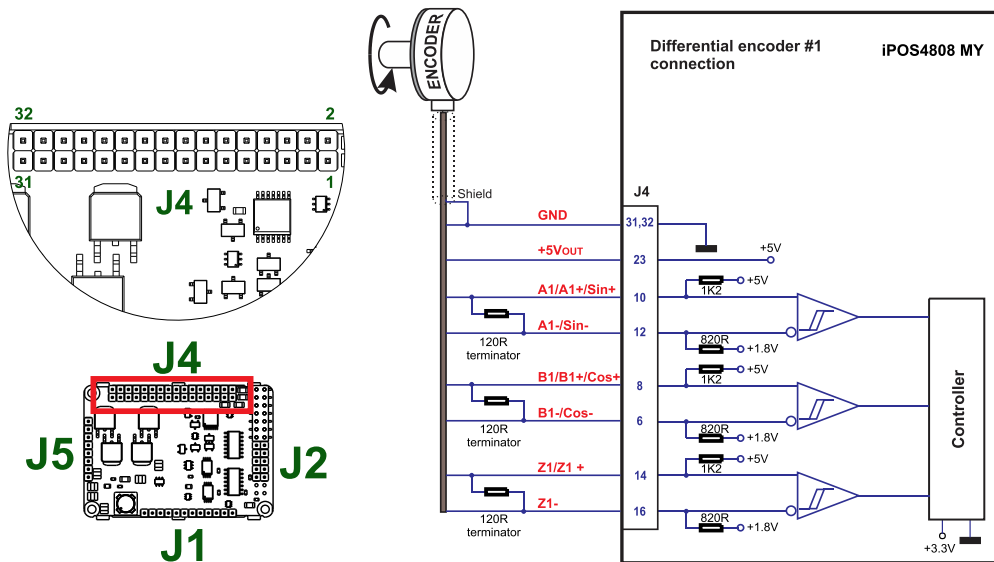 32
2
31
1
J4
J4
J5
J2
J1
ENCODER
Shield
Differential encoder #1
connection
iPOS4808 MY
J4
GND
31,32
+5VOUT
23
+5V
A1/A1+/Sin+
10
1K2
+5V
A1-/Sin-
12
820R
+1.8V
120R
terminator
B1/B1+/Cos+
8
1K2
+5V
B1-/Cos-
6
820R
+1.8V
120R
terminator
Z1/Z1 +
14
1K2
+5V
Z1-
16
820R
+1.8V
120R
terminator
Controller
+3.3V